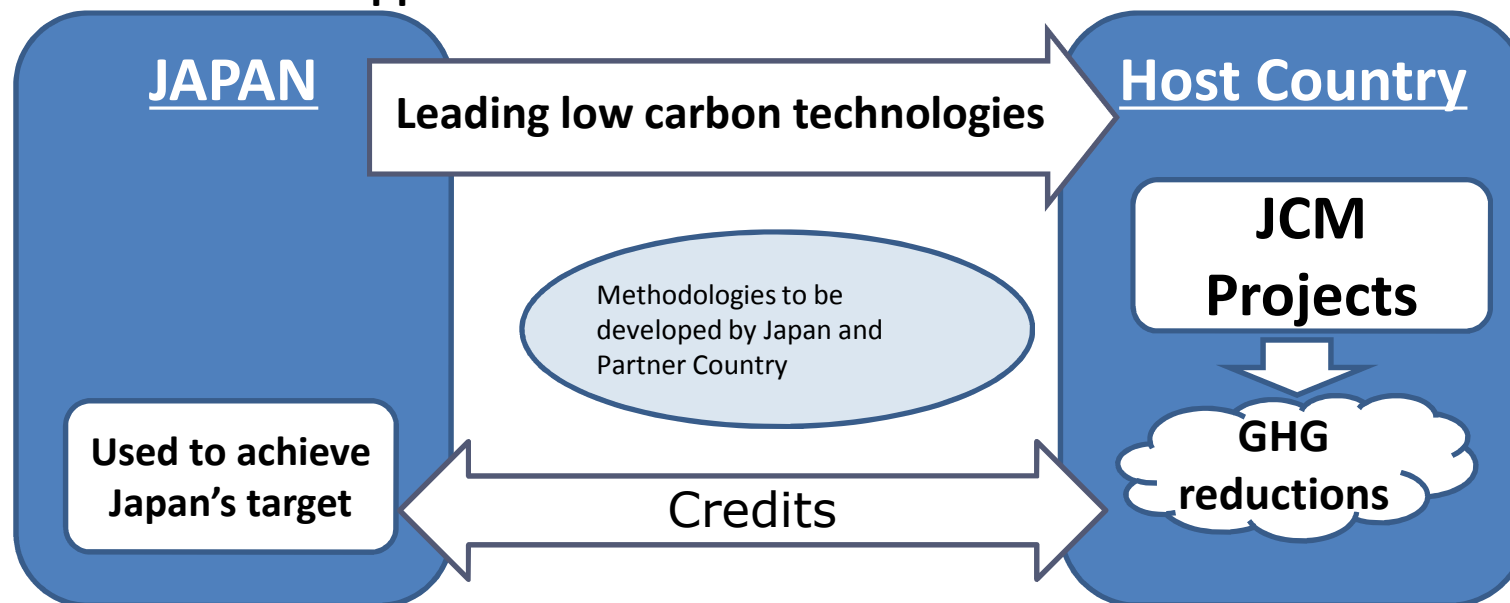 JAPAN
Host Country
Leading low carbon technologies
JCM
Projects
Methodologies to be
developed by Japan and
Partner Country
Used to achieve
Japan’s target
Credits
GHG
reductions